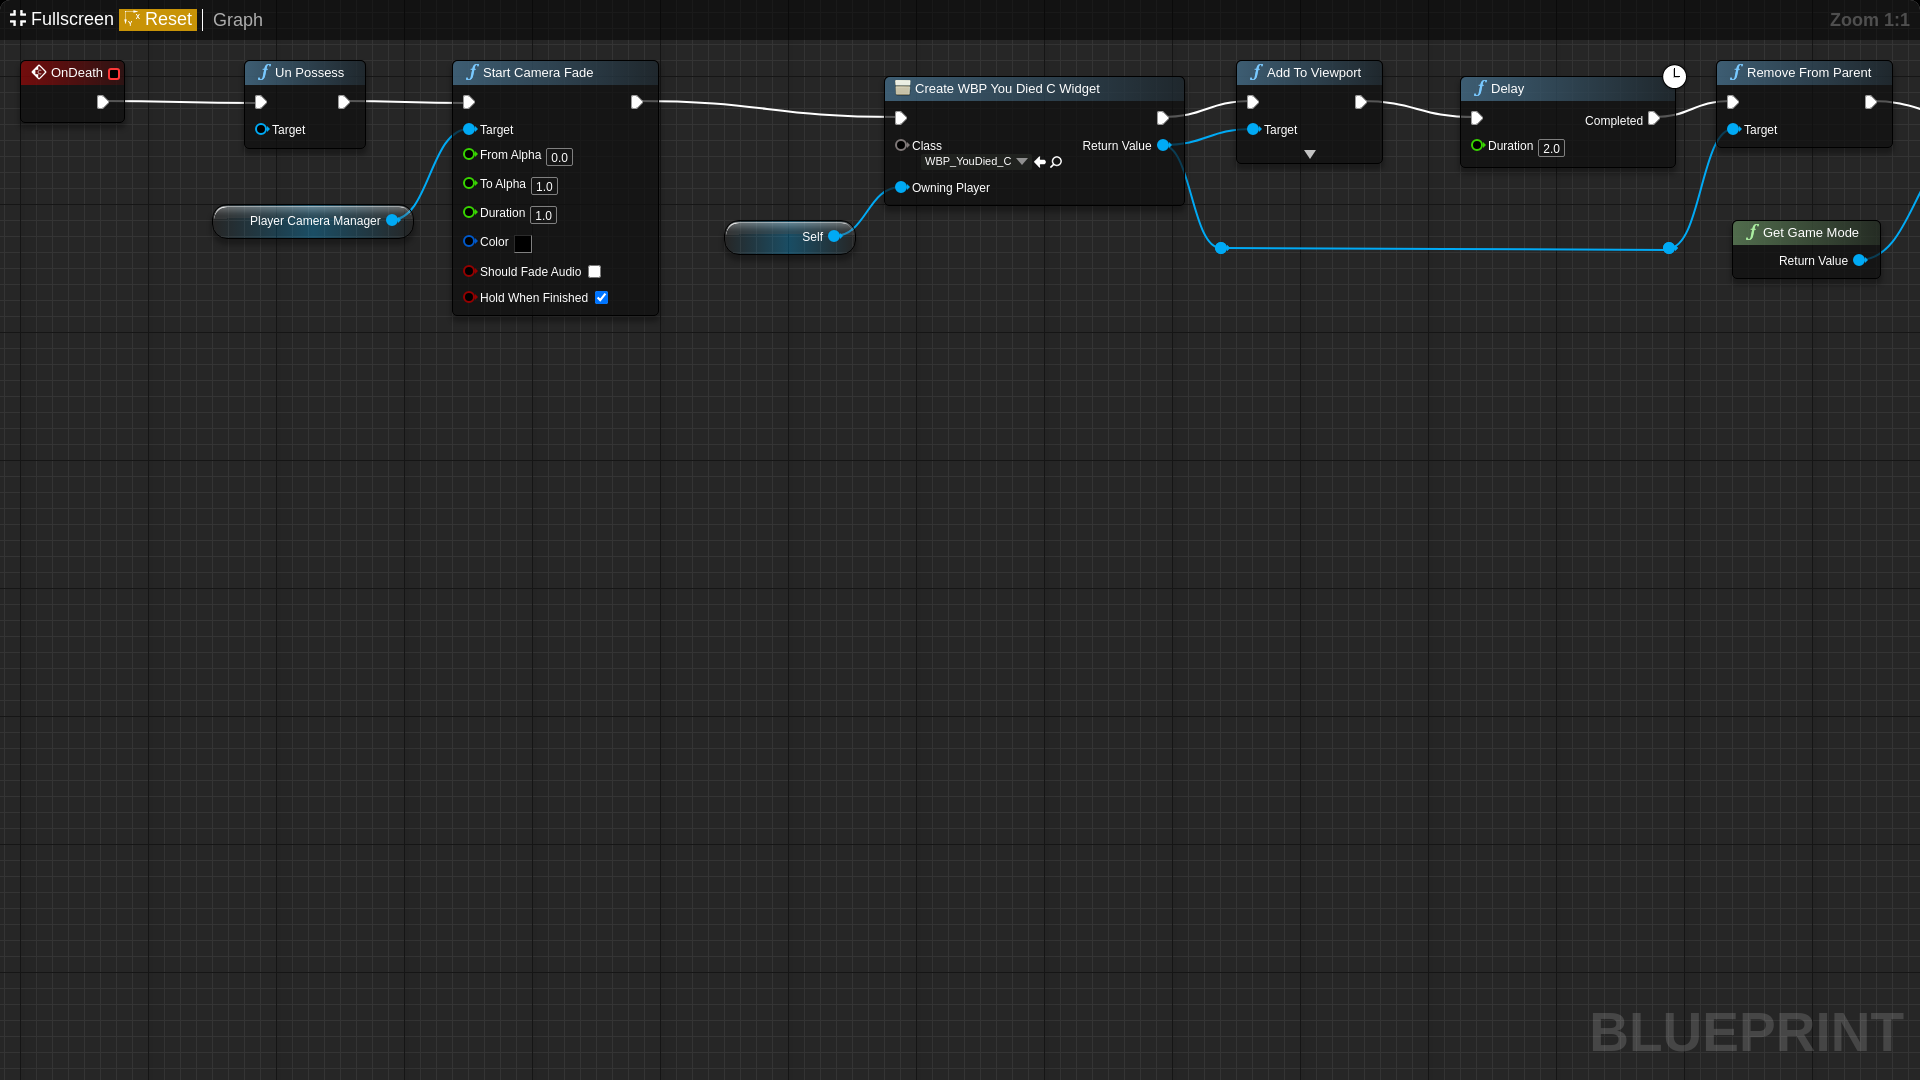 Fullscreen Reset Graph
Zoom 1:1
OnDeath
Un Possess
Target
Player Camera Manager
Start Camera Fade
Target
From Alpha 0.0
To Alpha 1.0
Duration 1.0
Color
Should Fade Audio
Hold When Finished
Self
Create WBP You Died C Widget
Class
Return Value
WBP_YouDied_C
Owning Player
Add To Viewport
Target
Delay
Completed
Duration 2.0
Remove From Parent
Target
Get Game Mode
Return Value
BLUEPRINT